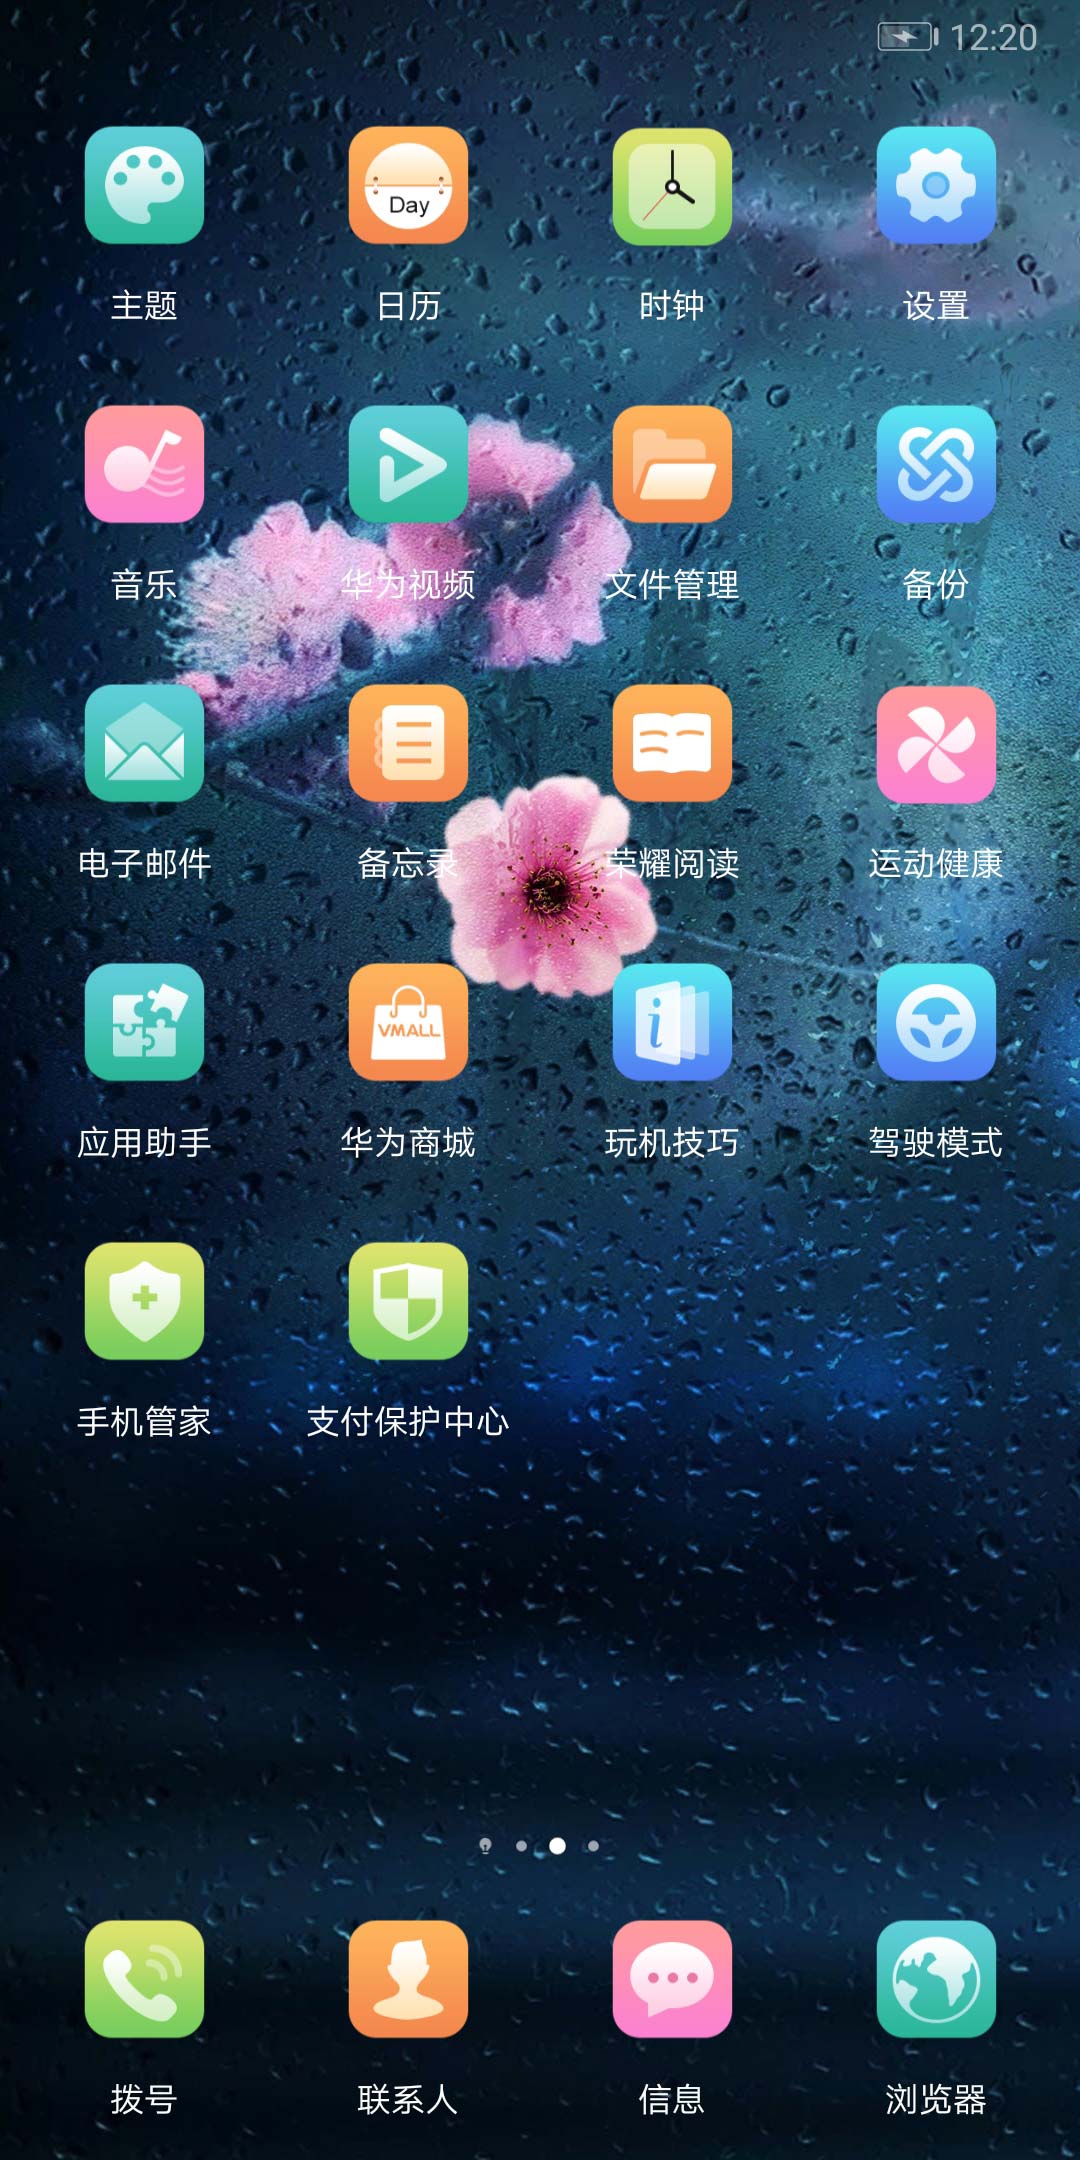 12:20
Day
主题 日历 时钟 设置
音乐 华为视频 文件管理 备份
电子邮件 备忘录 荣耀阅读 运动健康
i
VMALL
应用助手 华为商城 玩机技巧 驾驶模式
手机管家 支付保护中心
拨号 联系人 信息 浏览器